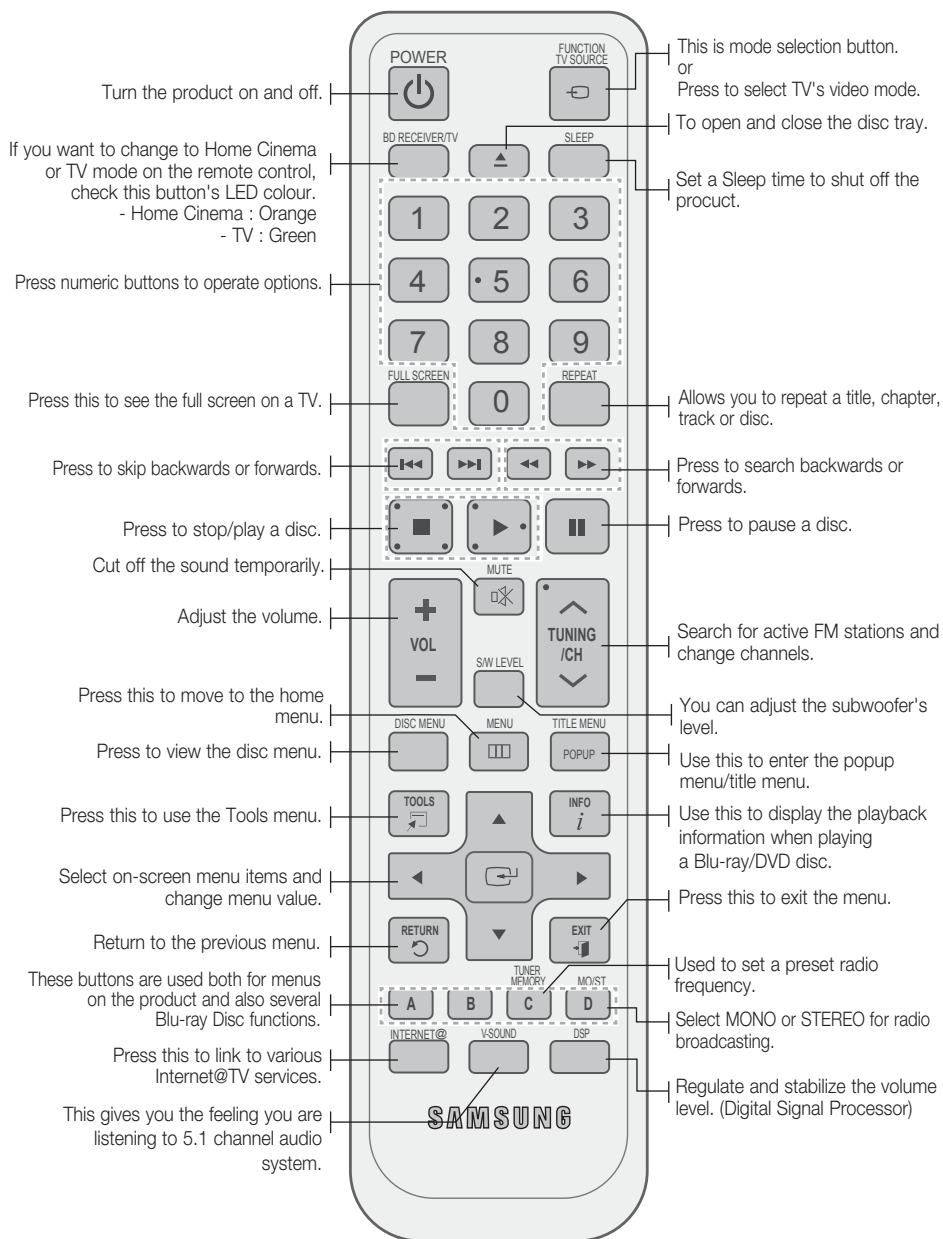 POWER
FUNCTION
TV SOURCE
Turn the product on and off.
This is mode selection button.
or
Press to select TV's video mode.
BD RECEIVER/TV
SLEEP
To open and close the disc tray.
If you want to change to Home Cinema
or TV mode on the remote control,
check this button's LED colour.
- Home Cinema : Orange
- TV : Green
Set a Sleep time to shut off the
procuct.
1 2 3
Press numeric buttons to operate options.
4 5 6
7 8 9
FULL SCREEN
REPEAT
0
Press this to see the full screen on a TV.
Allows you to repeat a title, chapter,
track or disc.
Press to skip backwards or forwards.
Press to search backwards or
forwards.
Press to stop/play a disc.
Press to pause a disc.
Cut off the sound temporarily.
MUTE
Adjust the volume.
VOL
TUNING
/CH
Search for active FM stations and
change channels.
S/W LEVEL
Press this to move to the home
menu.
You can adjust the subwoofer's
level.
DISC MENU
MENU
TITLE MENU
Press to view the disc menu.
POPUP
Use this to enter the popup
menu/title menu.
TOOLS
INFO
i
Press this to use the Tools menu.
Use this to display the playback
information when playing
a Blu-ray/DVD disc.
Select on-screen menu items and
change menu value.
Press this to exit the menu.
RETURN
EXIT
Return to the previous menu.
TUNER
MEMORY
MO/ST
Used to set a preset radio
frequency.
These buttons are used both for menus
on the product and also several
Blu-ray Disc functions.
A B C D
Select MONO or STEREO for radio
broadcasting.
INTERNET@
V-SOUND
DSP
Press this to link to various
Internet@TV services.
Regulate and stabilize the volume
level. (Digital Signal Processor)
This gives you the feeling you are
listening to 5.1 channel audio
system.
SAMSUNG